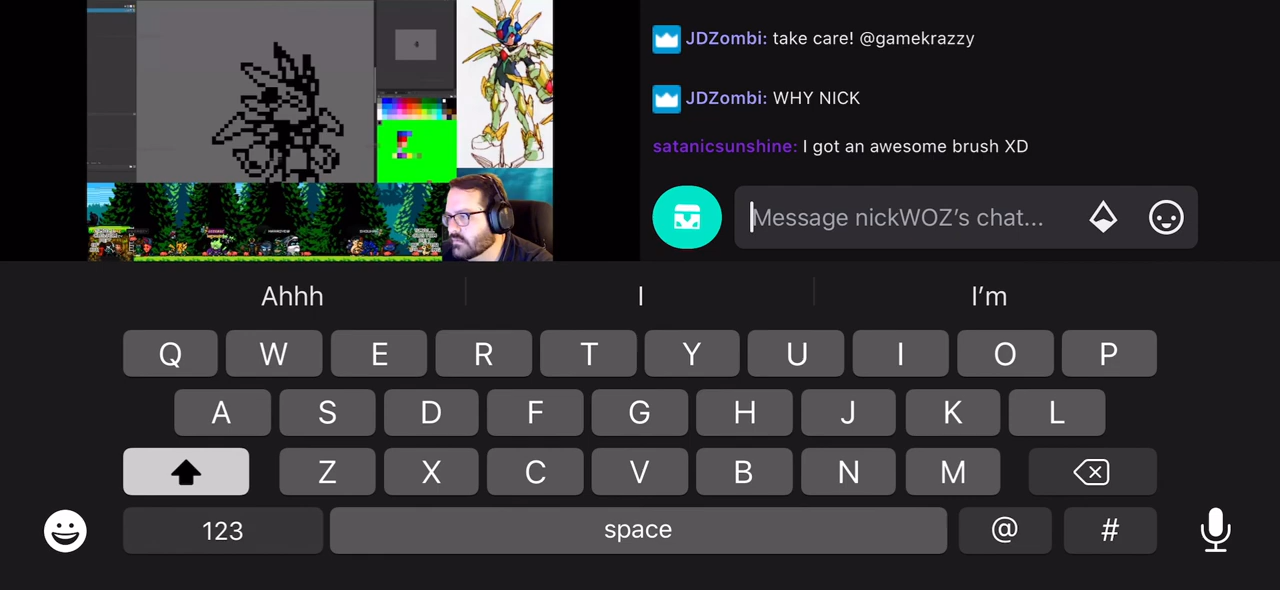 JDZombi: take care! @gamekrazzy
JDZombi: WHY NICK
satanicsunshine: I got an awesome brush XD
Message nickWOZ’s chat...
Ahhh I I’m
Q W E R T Y U I O P
A S D F G H J K L
Z X C V B N M
123 space @ #